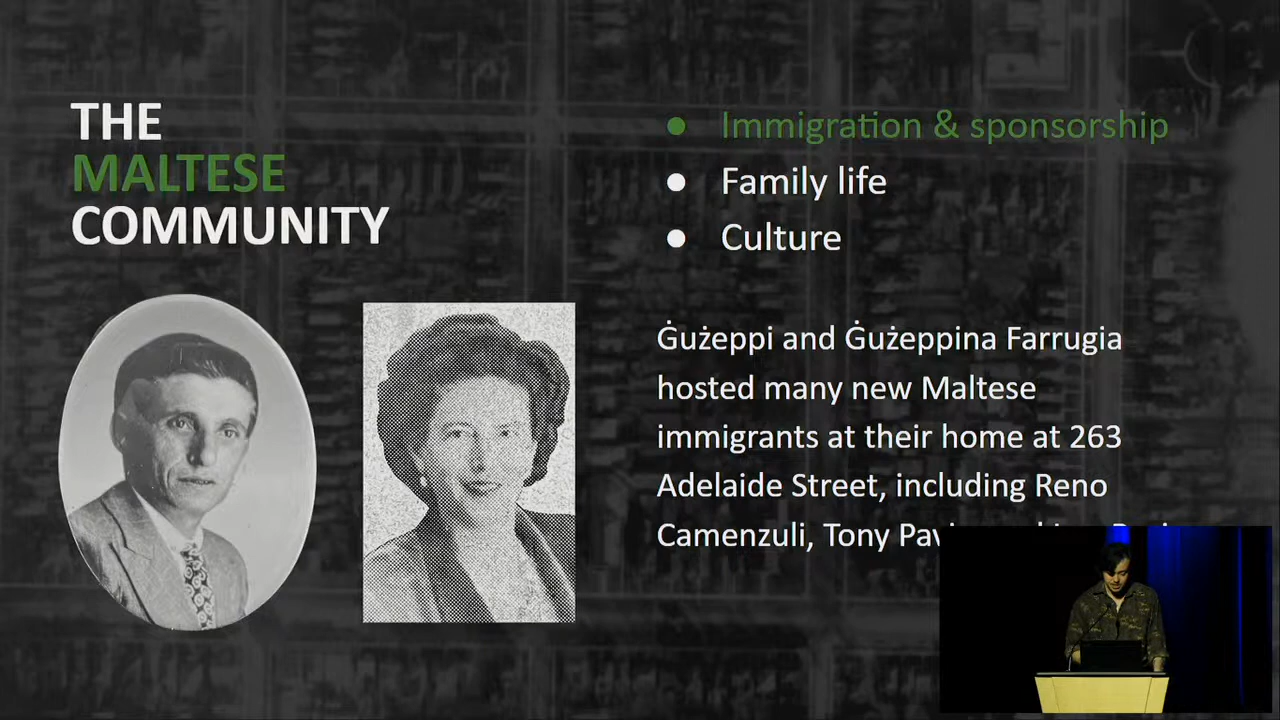 THE
MALTESE
COMMUNITY
● Immigration & sponsorship
● Family life
● Culture
Ġużeppi and Ġużeppina Farrugia
hosted many new Maltese
immigrants at their home at 263
Adelaide Street, including Reno
Camenzuli, Tony